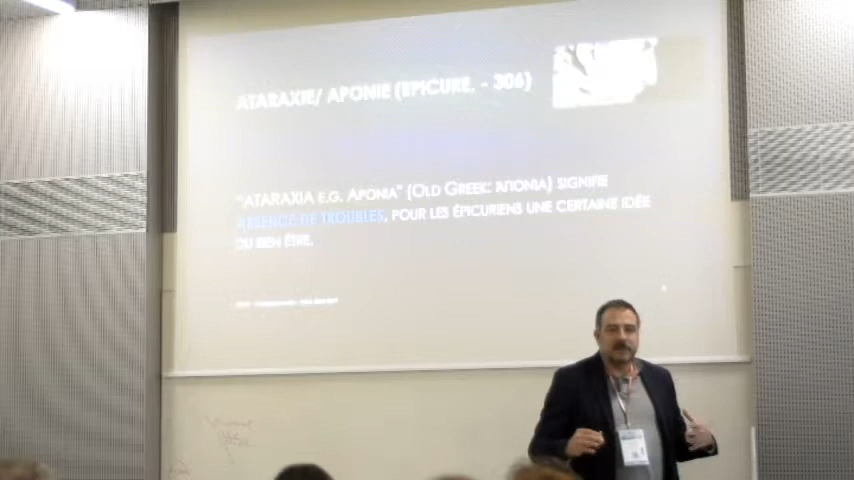 ATARAXIE/ APONIE (EPICURE, - 306)
"ATARAXIA E.G. APONIA" (OLD GREEK: ΑΠΟΝΙΑ) SIGNIFIE
ABSENCE DE TROUBLES, POUR LES ÉPICURIENS UNE CERTAINE IDÉE
DU BIEN ÊTRE.